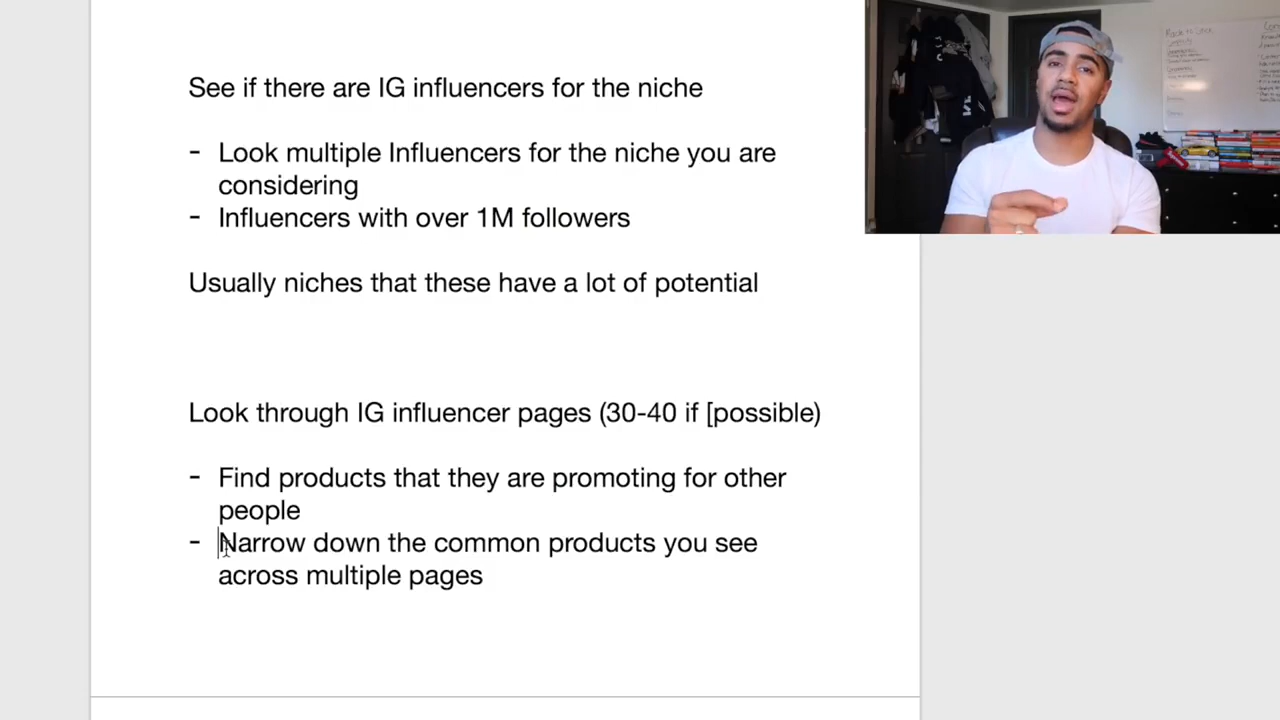 See if there are IG influencers for the niche
- Look multiple Influencers for the niche you are
considering
- Influencers with over 1M followers
Usually niches that these have a lot of potential
Look through IG influencer pages (30-40 if [possible)
- Find products that they are promoting for other
people
- Narrow down the common products you see
across multiple pages